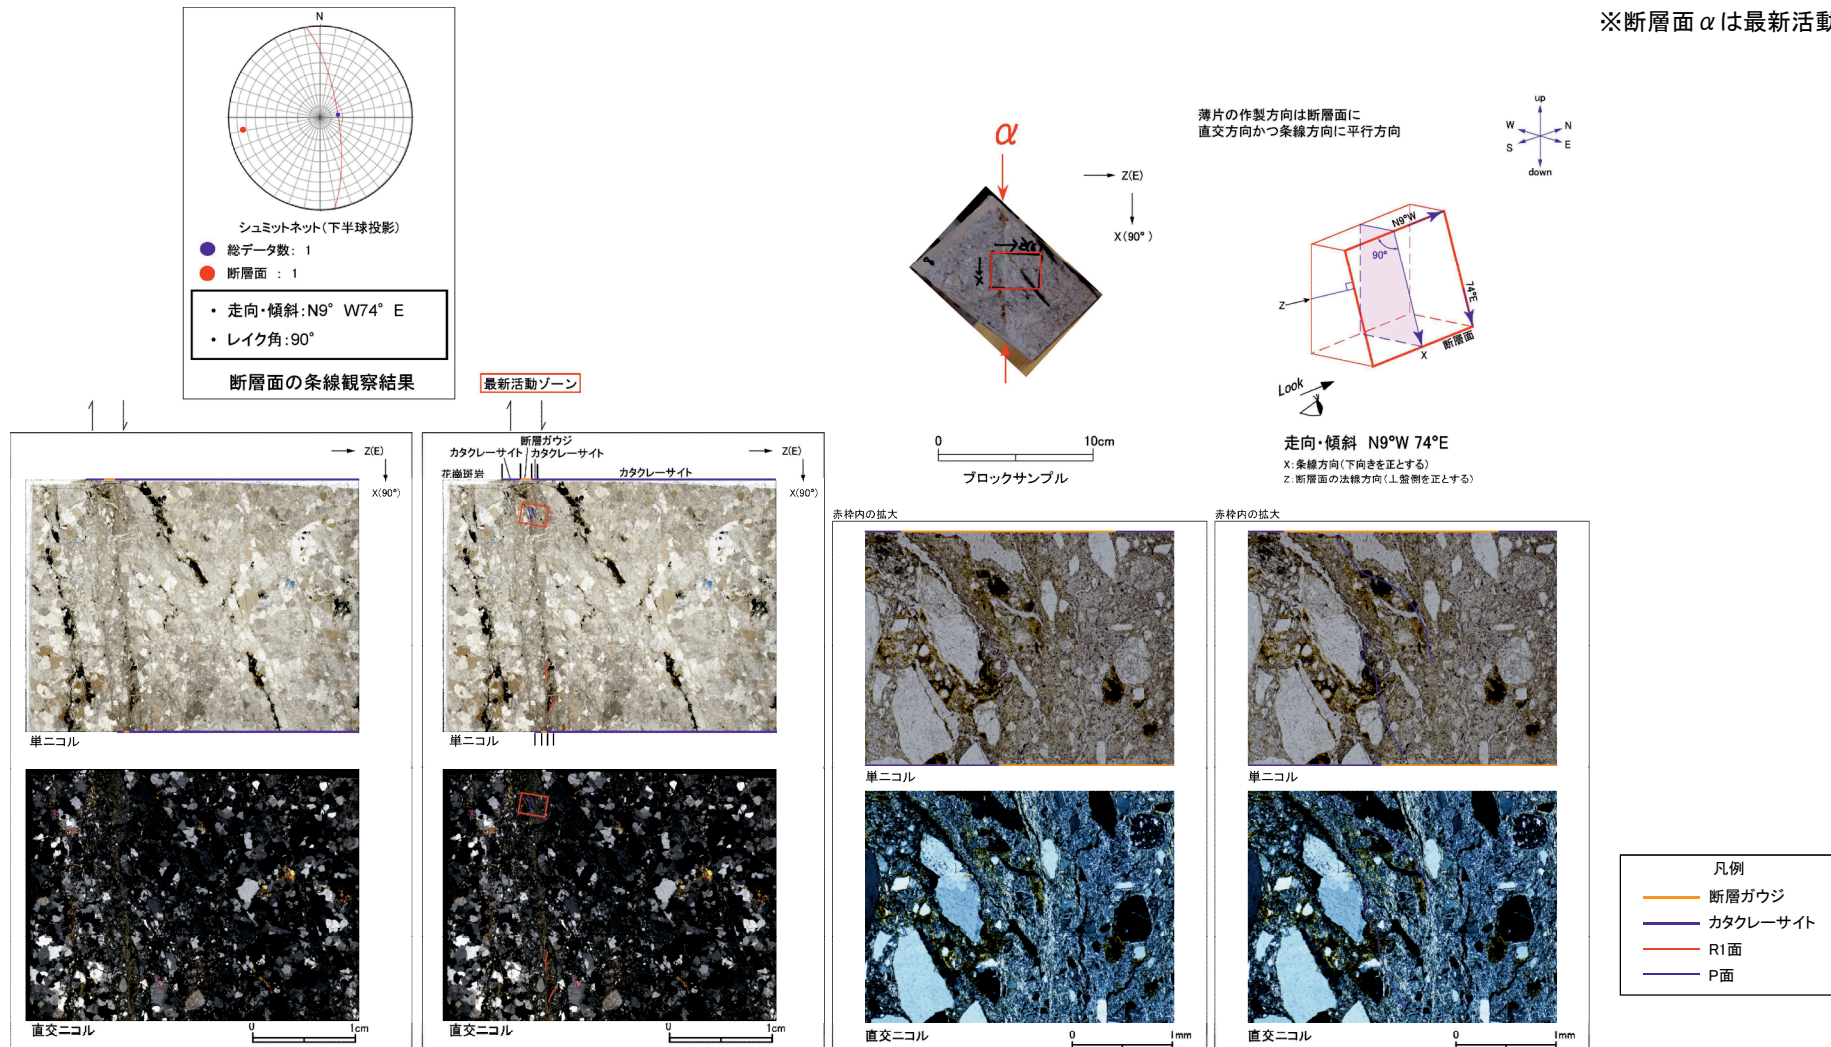 ※断層面αは最新活動
N
シュミットネット(下半球投影)
総データ数: 1
断層面 : 1
・ 走向・傾斜:N9° W74° E
・ レイク角:90°
断層面の条線観察結果
α
Z(E)
X(90°)
0 10cm
ブロックサンプル
薄片の作製方向は断層面に
直交方向かつ条線方向に平行方向
up
W N
S E
down
N9°W
90°
74°E
Z
X
断層面
Look
走向・傾斜 N9°W 74°E
X:条線方向(下向きを正とする)
Z:断層面の法線方向(上盤側を正とする)
最新活動ゾーン
Z(E)
X(90°)
単ニコル
直交ニコル
0 1cm
断層ガウジ
カタクレーサイト カタクレーサイト
花崗斑岩 カタクレーサイト
Z(E)
X(90°)
単ニコル
直交ニコル
0 1cm
赤枠内の拡大
単ニコル
直交ニコル
0 1mm
赤枠内の拡大
単ニコル
直交ニコル
0 1mm
凡例
断層ガウジ
カタクレーサイト
R1面
P面